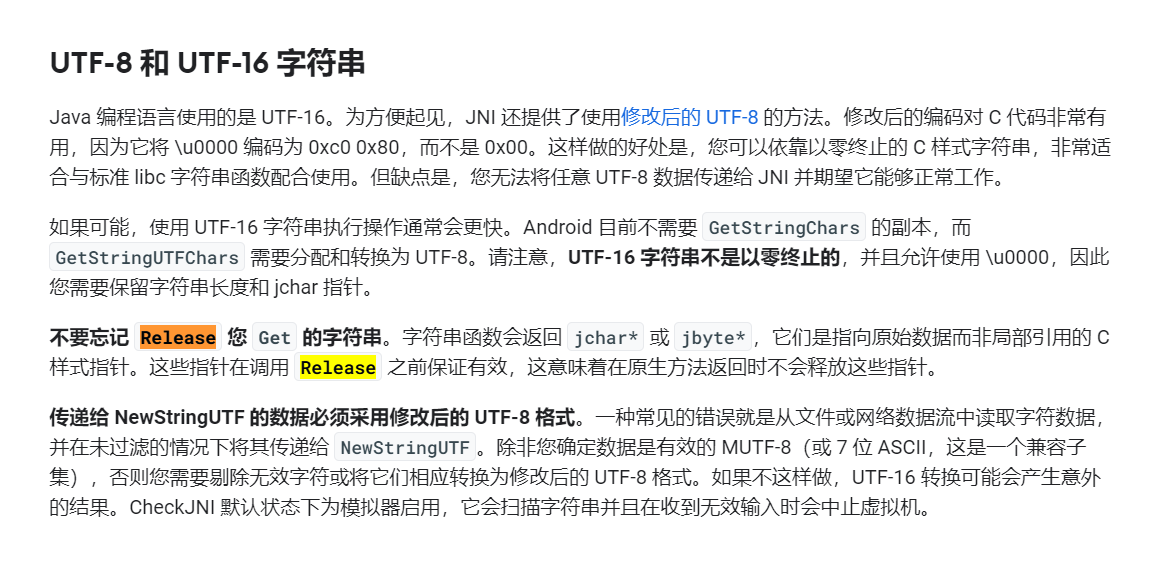 UTF-8 和 UTF-16 字符串
Java 编程语言使用的是 UTF-16。为方便起见，JNI 还提供了使用修改后的 UTF-8 的方法。修改后的编码对 C 代码非常有
用，因为它将 \u0000 编码为 0xc0 0x80，而不是 0x00。这样做的好处是，您可以依靠以零终止的 C 样式字符串，非常适
合与标准 libc 字符串函数配合使用。但缺点是，您无法将任意 UTF-8 数据传递给 JNI 并期望它能够正常工作。
如果可能，使用 UTF-16 字符串执行操作通常会更快。Android 目前不需要 GetStringChars 的副本，而
GetStringUTFChars 需要分配和转换为 UTF-8。请注意，UTF-16 字符串不是以零终止的，并且允许使用 \u0000，因此
您需要保留字符串长度和 jchar 指针。
不要忘记 Release 您 Get 的字符串。字符串函数会返回 jchar* 或 jbyte*，它们是指向原始数据而非局部引用的 C
样式指针。这些指针在调用 Release 之前保证有效，这意味着在原生方法返回时不会释放这些指针。
传递给 NewStringUTF 的数据必须采用修改后的 UTF-8 格式。一种常见的错误就是从文件或网络数据流中读取字符数据，
并在未过滤的情况下将其传递给 NewStringUTF。除非您确定数据是有效的 MUTF-8（或 7 位 ASCII，这是一个兼容子
集），否则您需要剔除无效字符或将它们相应转换为修改后的 UTF-8 格式。如果不这样做，UTF-16 转换可能会产生意外
的结果。CheckJNI 默认状态下为模拟器启用，它会扫描字符串并且在收到无效输入时会中止虚拟机。